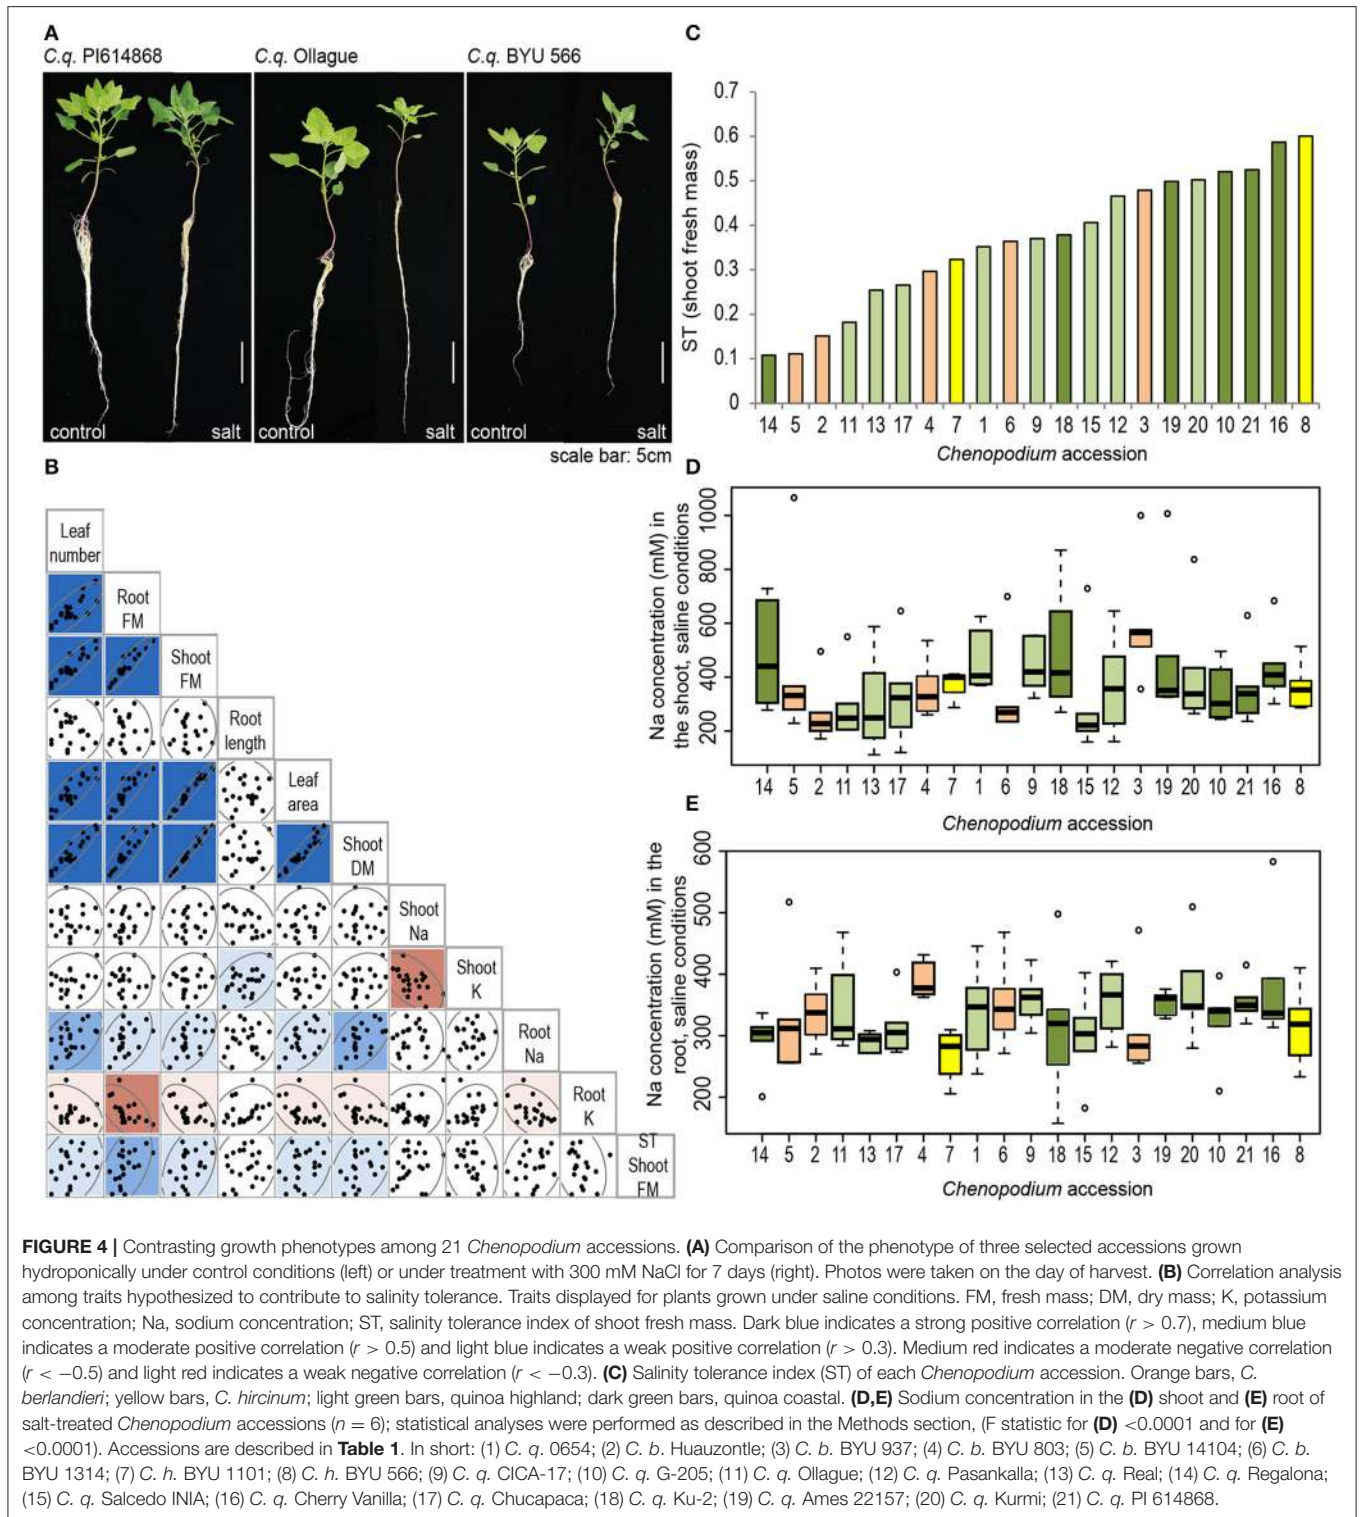 A
C.q. PI614868
C.q. Ollague
C.q. BYU 566
control
salt
control
salt
control
salt
scale bar: 5cm
B
Leaf
number
Root
FM
Shoot
FM
Root
length
Leaf
area
Shoot
DM
Shoot
Na
Shoot
K
Root
Na
Root
K
ST
Shoot
FM
C
ST (shoot fresh mass)
0.7
0.6
0.5
0.4
0.3
0.2
0.1
0
14 5 2 11 13 17 4 7 1 6 9 18 15 12 3 19 20 10 21 16 8
Chenopodium accession
D
Na concentration (mM) in
the shoot, saline conditions
1000
800
600
400
200
14 5 2 11 13 17 4 7 1 6 9 18 15 12 3 19 20 10 21 16 8
Chenopodium accession
E
Na concentration (mM) in the
root, saline conditions
600
500
400
300
200
14 5 2 11 13 4 17 7 1 6 9 18 15 12 3 19 20 10 21 16 8
Chenopodium accession
FIGURE 4 | Contrasting growth phenotypes among 21 Chenopodium accessions. (A) Comparison of the phenotype of three selected accessions grown
hydroponically under control conditions (left) or under treatment with 300 mM NaCl for 7 days (right). Photos were taken on the day of harvest. (B) Correlation analysis
among traits hypothesized to contribute to salinity tolerance. Traits displayed for plants grown under saline conditions. FM, fresh mass; DM, dry mass; K, potassium
concentration; Na, sodium concentration; ST, salinity tolerance index of shoot fresh mass. Dark blue indicates a strong positive correlation (r > 0.7), medium blue
indicates a moderate positive correlation (r > 0.5) and light blue indicates a weak positive correlation (r > 0.3). Medium red indicates a moderate negative correlation
(r < −0.5) and light red indicates a weak negative correlation (r < −0.3). (C) Salinity tolerance index (ST) of each Chenopodium accession. Orange bars, C.
berlandieri; yellow bars, C. hircinum; light green bars, quinoa highland; dark green bars, quinoa coastal. (D,E) Sodium concentration in the (D) shoot and (E) root of
salt-treated Chenopodium accessions (n = 6); statistical analyses were performed as described in the Methods section, (F statistic for (D) <0.0001 and for (E)
<0.0001). Accessions are described in Table 1. In short: (1) C. q. 0654; (2) C. b. Huauzontle; (3) C. b. BYU 937; (4) C. b. BYU 803; (5) C. b. BYU 14104; (6) C. b.
BYU 1314; (7) C. h. BYU 1101; (8) C. h. BYU 566; (9) C. q. CICA-17; (10) C. q. G-205; (11) C. q. Ollague; (12) C. q. Pasankalla; (13) C. q. Real; (14) C. q. Regalona;
(15) C. q. Salcedo INIA; (16) C. q. Cherry Vanilla; (17) C. q. Chucapaca; (18) C. q. Ku-2; (19) C. q. Ames 22157; (20) C. q. Kurmi; (21) C. q. PI 614868.